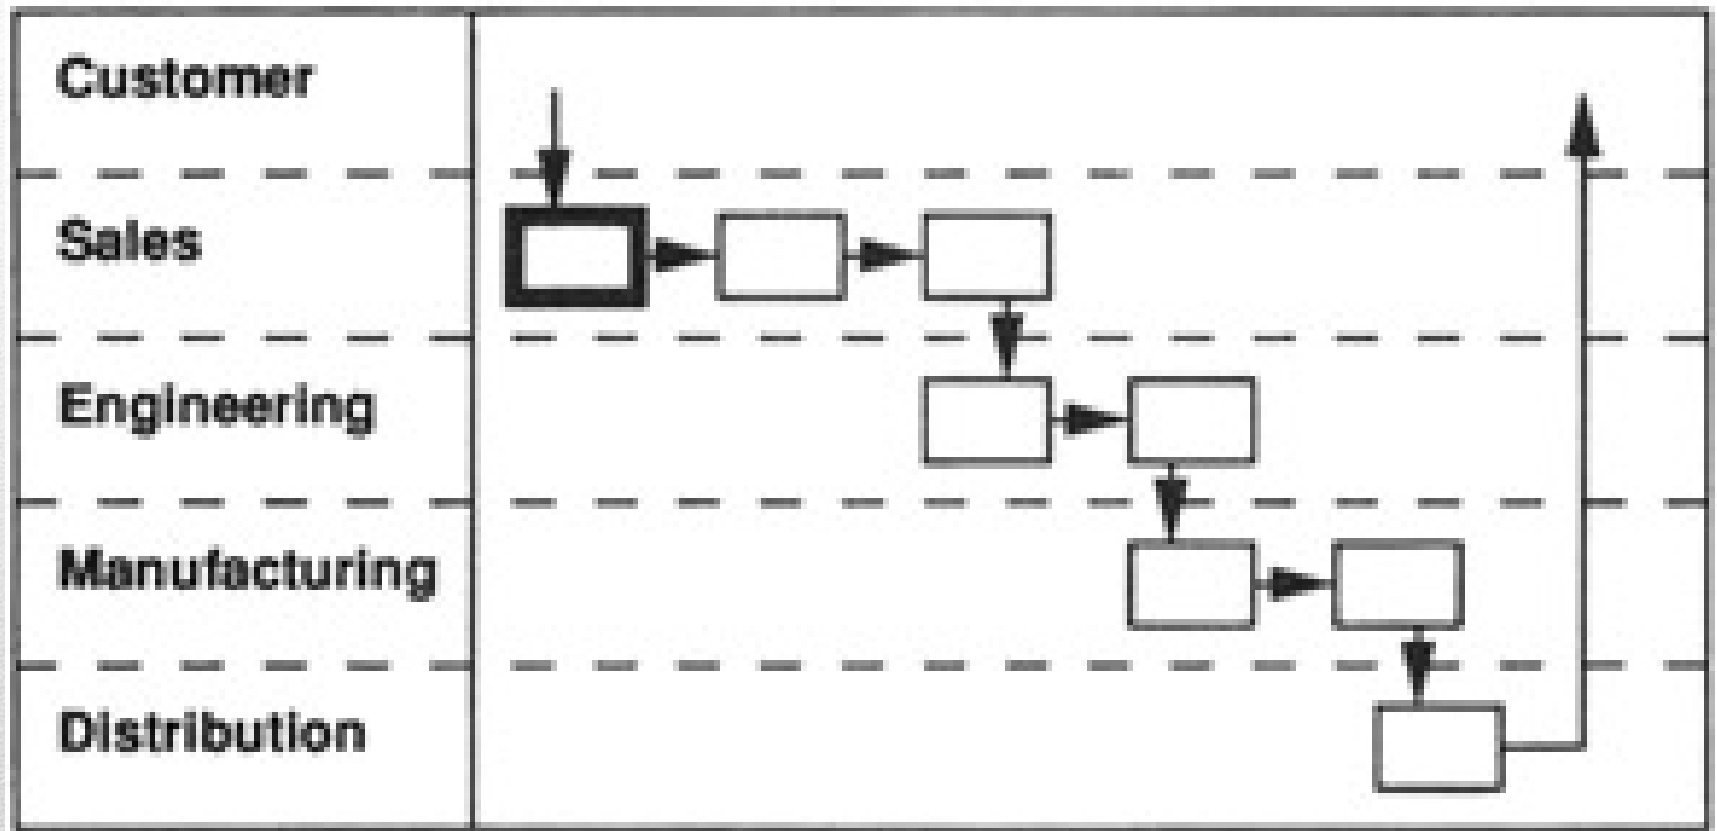 Customer
Sales
Engineering
Manufacturing
Distribution